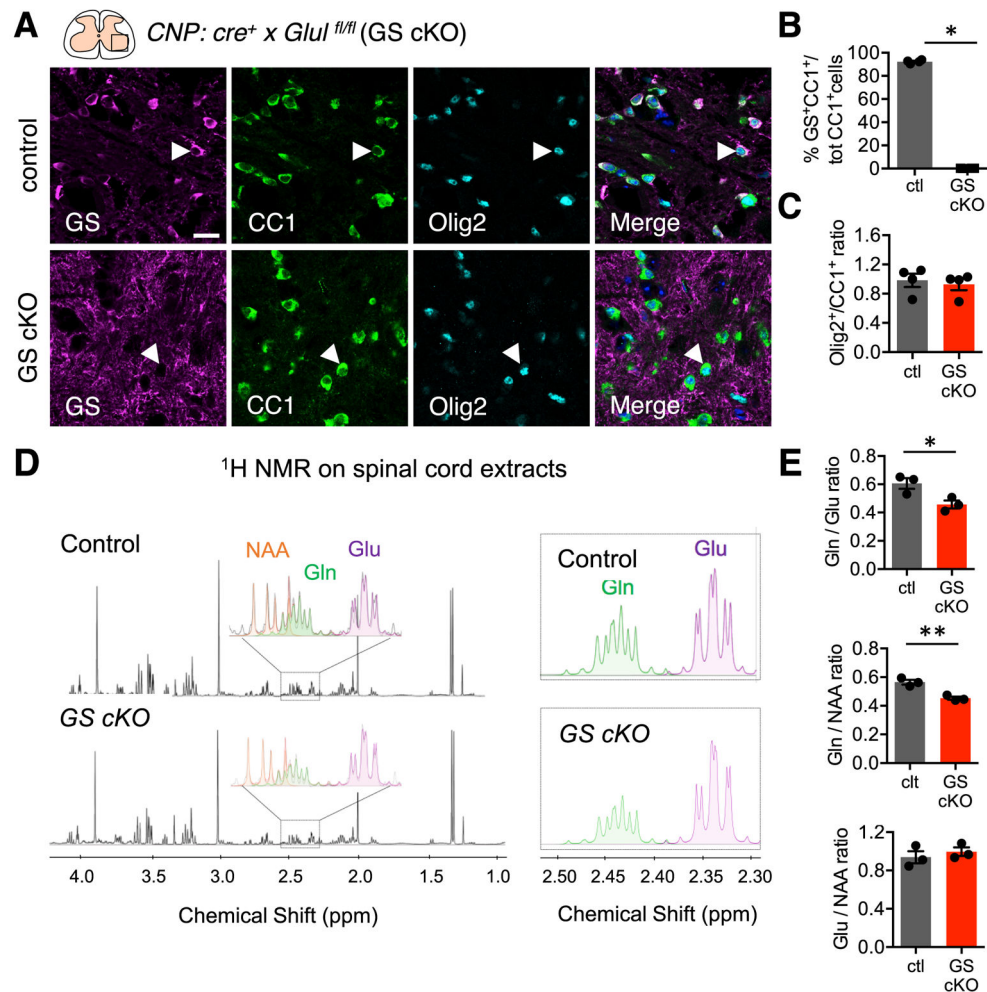 A
CNP: cre+ x Glul fl/fl (GS cKO)
control
GS
CC1
Olig2
Merge
GS cKO
GS
CC1
Olig2
Merge
B
*
% GS+CC1+/
tot CC1+cells
100
80
60
40
20
0
ctl
GS
cKO
C
Olig2+/CC1+ ratio
1.6
1.2
0.8
0.4
0.0
ctl
GS
cKO
D
1H NMR on spinal cord extracts
Control
NAA
Gln
Glu
GS cKO
4.0 3.5 3.0 2.5 2.0 1.5 1.0
Chemical Shift (ppm)
Control
Gln
Glu
GS cKO
2.50 2.45 2.40 2.35 2.30
Chemical Shift (ppm)
E
*
Gln / Glu ratio
0.8
0.6
0.4
0.2
0.0
ctl
GS
cKO
**
Gln / NAA ratio
0.8
0.6
0.4
0.2
0.0
clt
GS
cKO
Glu / NAA ratio
1.2
0.8
0.4
0.0
ctl
GS
cKO